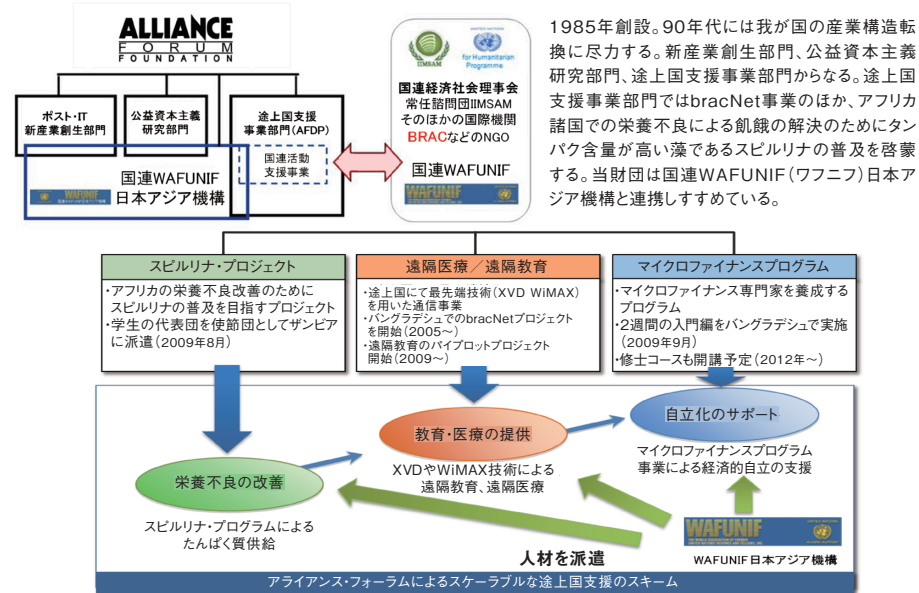 ALLIANCE
FORUM
FOUNDATION
ポスト・IT
新産業創生部門
公益資本主義
研究部門
途上国支援
事業部門(AFDP)
国連活動
支援事業
WAFUNIF
国連WAFUNIF
日本アジア機構
IIMSAM
for Humanitarian
Programme
国連経済社会理事会
常任諮問団IIMSAM
そのほかの国際機関
BRACなどのNGO
国連WAFUNIF
WAFUNIF
1985年創設。90年代には我が国の産業構造転
換に尽力する。新産業創生部門、公益資本主義
研究部門、途上国支援事業部門からなる。途上国
支援事業部門ではbracNet事業のほか、アフリカ
諸国での栄養不良による飢餓の解決のためにタン
パク含量が高い藻であるスピルリナの普及を啓蒙
する。当財団は国連WAFUNIF(ワフニフ)日本ア
ジア機構と連携しすすめている。
スピルリナ・プロジェクト
・アフリカの栄養不良改善のために
スピルリナの普及を目指すプロジェクト
・学生の代表団を使節団としてザンビア
に派遣(2009年8月)
遠隔医療/遠隔教育
・途上国にて最先端技術(XVD WiMAX)
を用いた通信事業
・バングラデシュでのbracNetプロジェクト
を開始(2005〜)
・遠隔教育のパイプロットプロジェクト
開始(2009〜)
マイクロファイナンスプログラム
・マイクロファイナンス専門家を養成する
プログラム
・2週間の入門編をバングラデシュで実施
(2009年9月)
・修士コースも開講予定(2012年〜)
栄養不良の改善
スピルリナ・プログラムによる
たんぱく質供給
教育・医療の提供
XVDやWiMAX技術による
遠隔教育、遠隔医療
自立化のサポート
マイクロファイナンスプログラム
事業による経済的自立の支援
人材を派遣
WAFUNIF
WAFUNIF日本アジア機構
アライアンス・フォーラムによるスケーラブルな途上国支援のスキーム